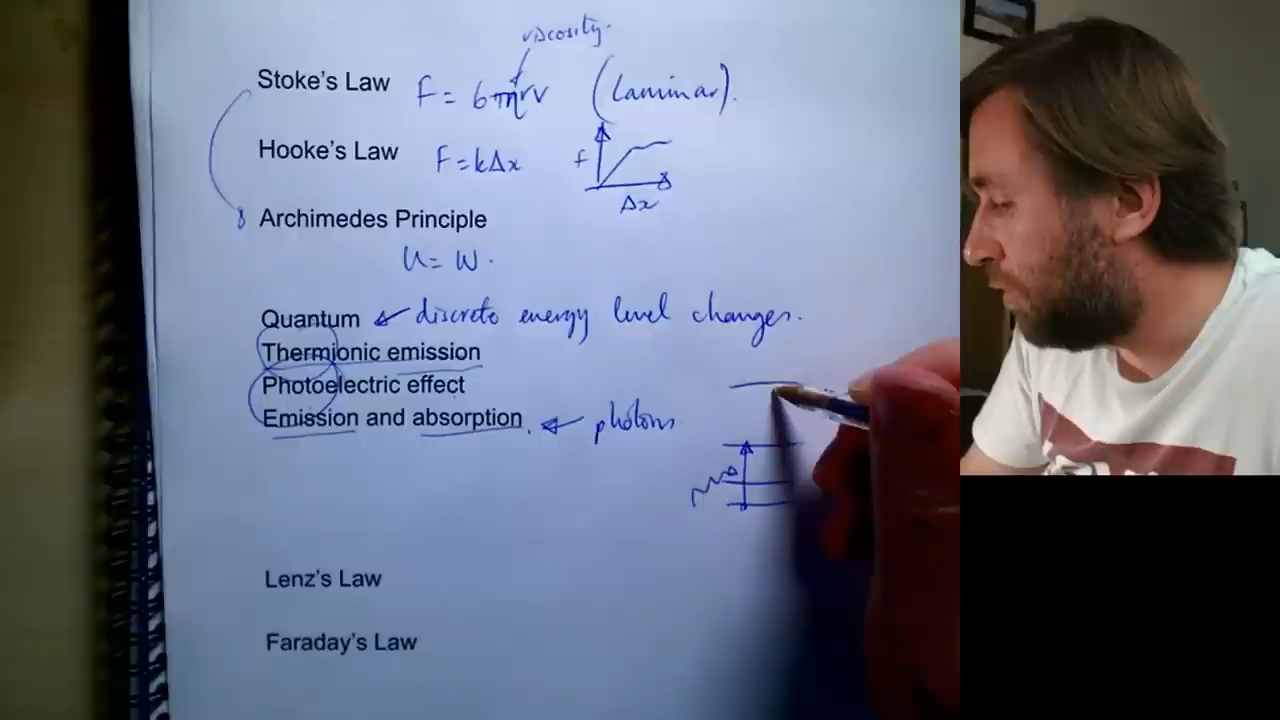 viscosity.
Stoke's Law F = 6πηrv (laminar).
Hooke's Law F = kΔx F
Δx
Archimedes Principle
U = W.
Quantum ← discrete energy level changes.
Thermionic emission
Photoelectric effect
Emission and absorption. ← photons
Lenz's Law
Faraday's Law